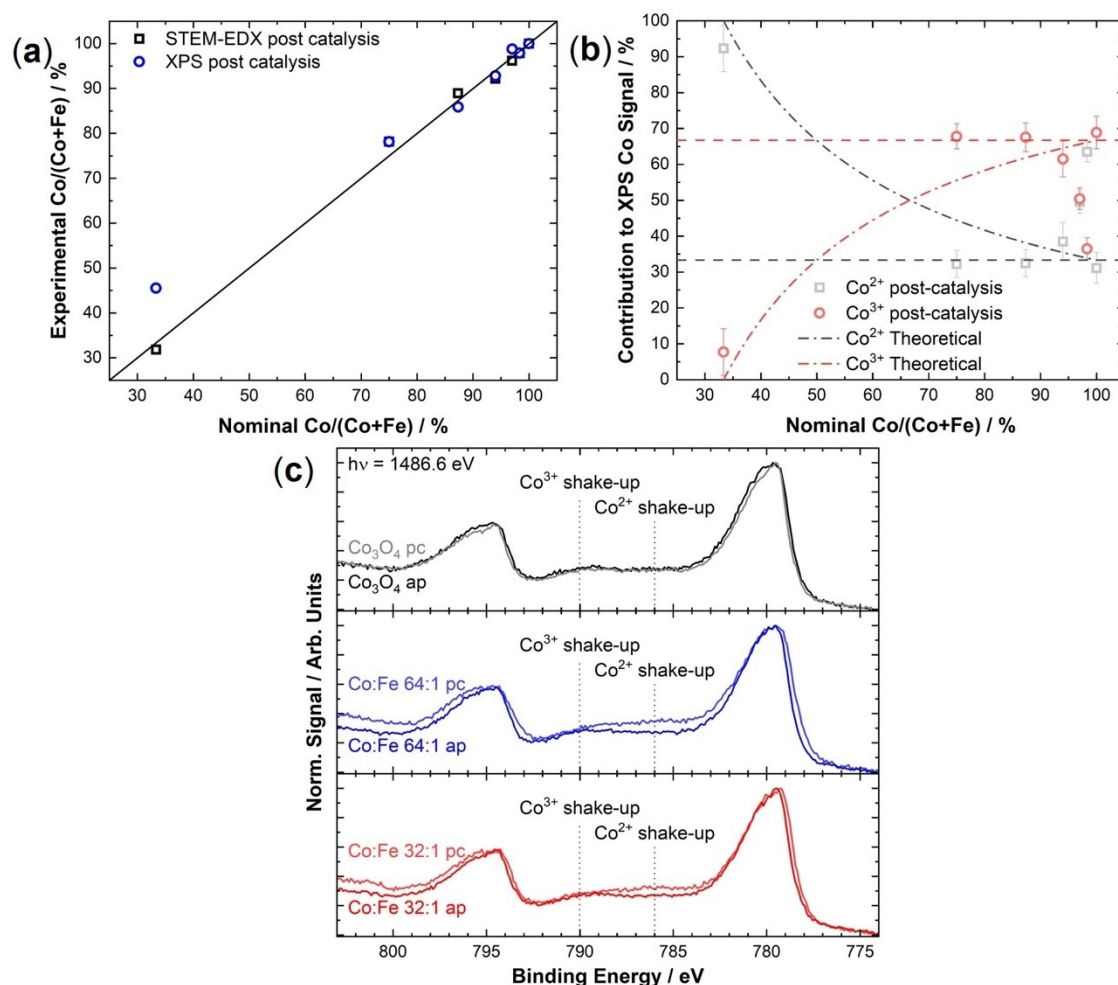 (a)
STEM-EDX post catalysis
XPS post catalysis
Experimental Co/(Co+Fe) / %
100
90
80
70
60
50
40
30
30 40 50 60 70 80 90 100
Nominal Co/(Co+Fe) / %
(b)
Contribution to XPS Co Signal / %
100
90
80
70
60
50
40
30
20
10
0
Co²⁺ post-catalysis
Co³⁺ post-catalysis
Co²⁺ Theoretical
Co³⁺ Theoretical
30 40 50 60 70 80 90 100
Nominal Co/(Co+Fe) / %
(c)
Norm. Signal / Arb. Units
hν = 1486.6 eV
Co³⁺ shake-up
Co²⁺ shake-up
Co₃O₄ pc
Co₃O₄ ap
Co³⁺ shake-up
Co²⁺ shake-up
Co:Fe 64:1 pc
Co:Fe 64:1 ap
Co³⁺ shake-up
Co²⁺ shake-up
Co:Fe 32:1 pc
Co:Fe 32:1 ap
800 795 790 785 780 775
Binding Energy / eV